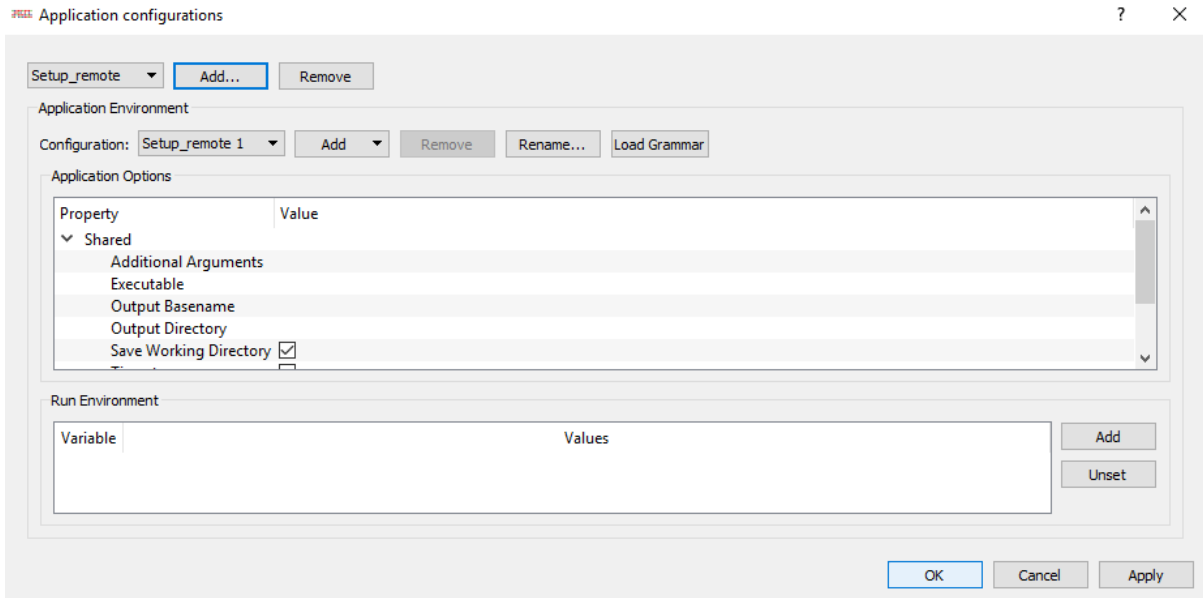 Application configurations
?
Setup_remote
Add...
Remove
Application Environment
Configuration:
Setup_remote 1
Add
Remove
Rename...
Load Grammar
Application Options
Property
Value
Shared
Additional Arguments
Executable
Output Basename
Output Directory
Save Working Directory
Run Environment
Variable
Values
Add
Unset
OK
Cancel
Apply